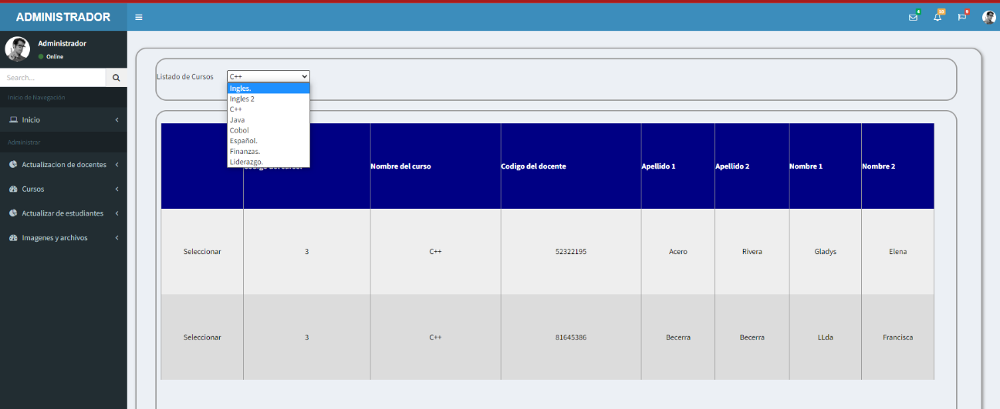 ADMINISTRADOR
4
10
9
Administrador
Online
Search...
Inicio de Navegación
Inicio
Administrar
Actualizacion de docentes
Cursos
Actualizar de estudiantes
Imagenes y archivos
Listado de Cursos C++
Ingles.
Ingles 2
C++
Java
Cobol
Español.
Finanzas.
Liderazgo.
Nombre del curso Codigo del docente Apellido 1 Apellido 2 Nombre 1 Nombre 2
Seleccionar 3 C++ 52322195 Acero Rivera Gladys Elena
Seleccionar 3 C++ 81645386 Becerra Becerra LLda Francisca